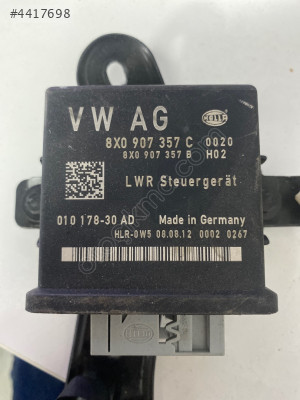 #4417698
VW AG
HELLA
8X0 907 357 C 0020
8X0 907 357 B H02
LWR Steuergerät
010 178-30 AD Made in Germany
HLR-0W5 08.08.12 0002 0267